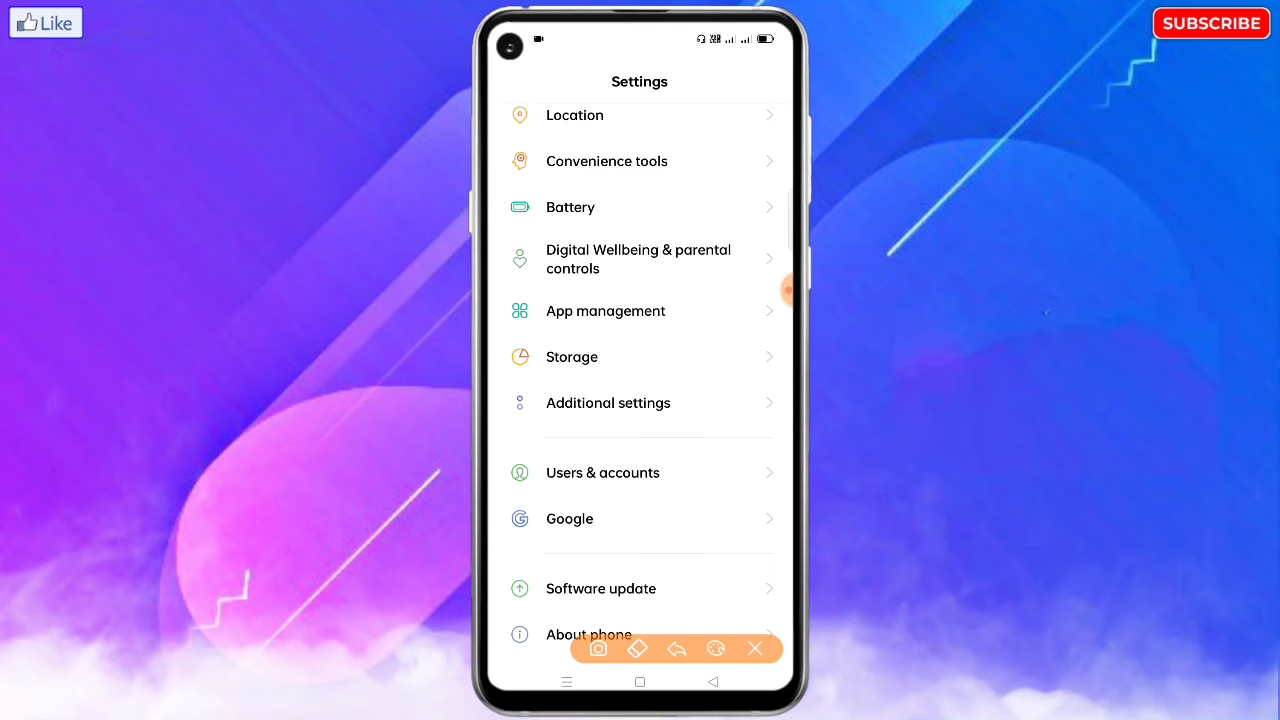 Like
SUBSCRIBE
Settings
Location
Convenience tools
Battery
Digital Wellbeing & parental
controls
App management
Storage
Additional settings
Users & accounts
Google
Software update
About phone